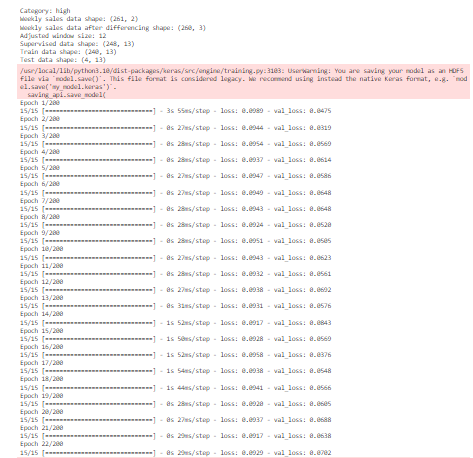 Category: high
Weekly sales data shape: (261, 2)
Weekly sales data after differencing shape: (260, 3)
Adjusted window size: 12
Supervised data shape: (248, 13)
Train data shape: (240, 13)
Test data shape: (4, 13)
/usr/local/lib/python3.10/dist-packages/keras/src/engine/training.py:3103: UserWarning: You are saving your model as an HDF5
file via `model.save()`. This file format is considered legacy. We recommend using instead the native Keras format, e.g. `mod
el.save('my_model.keras')`.
saving_api.save_model(
Epoch 1/200
15/15 [==============================] - 3s 55ms/step - loss: 0.0989 - val_loss: 0.0475
Epoch 2/200
15/15 [==============================] - 0s 27ms/step - loss: 0.0944 - val_loss: 0.0319
Epoch 3/200
15/15 [==============================] - 0s 28ms/step - loss: 0.0954 - val_loss: 0.0569
Epoch 4/200
15/15 [==============================] - 0s 28ms/step - loss: 0.0937 - val_loss: 0.0614
Epoch 5/200
15/15 [==============================] - 0s 27ms/step - loss: 0.0947 - val_loss: 0.0586
Epoch 6/200
15/15 [==============================] - 0s 27ms/step - loss: 0.0949 - val_loss: 0.0648
Epoch 7/200
15/15 [==============================] - 0s 28ms/step - loss: 0.0943 - val_loss: 0.0648
Epoch 8/200
15/15 [==============================] - 0s 28ms/step - loss: 0.0924 - val_loss: 0.0520
Epoch 9/200
15/15 [==============================] - 0s 28ms/step - loss: 0.0951 - val_loss: 0.0505
Epoch 10/200
15/15 [==============================] - 0s 27ms/step - loss: 0.0943 - val_loss: 0.0623
Epoch 11/200
15/15 [==============================] - 0s 28ms/step - loss: 0.0932 - val_loss: 0.0561
Epoch 12/200
15/15 [==============================] - 0s 27ms/step - loss: 0.0938 - val_loss: 0.0692
Epoch 13/200
15/15 [==============================] - 0s 31ms/step - loss: 0.0931 - val_loss: 0.0576
Epoch 14/200
15/15 [==============================] - 1s 52ms/step - loss: 0.0917 - val_loss: 0.0843
Epoch 15/200
15/15 [==============================] - 1s 50ms/step - loss: 0.0928 - val_loss: 0.0569
Epoch 16/200
15/15 [==============================] - 1s 52ms/step - loss: 0.0958 - val_loss: 0.0376
Epoch 17/200
15/15 [==============================] - 1s 54ms/step - loss: 0.0938 - val_loss: 0.0548
Epoch 18/200
15/15 [==============================] - 1s 44ms/step - loss: 0.0941 - val_loss: 0.0566
Epoch 19/200
15/15 [==============================] - 0s 28ms/step - loss: 0.0920 - val_loss: 0.0605
Epoch 20/200
15/15 [==============================] - 0s 27ms/step - loss: 0.0937 - val_loss: 0.0688
Epoch 21/200
15/15 [==============================] - 0s 29ms/step - loss: 0.0917 - val_loss: 0.0638
Epoch 22/200
15/15 [==============================] - 0s 29ms/step - loss: 0.0929 - val_loss: 0.0702